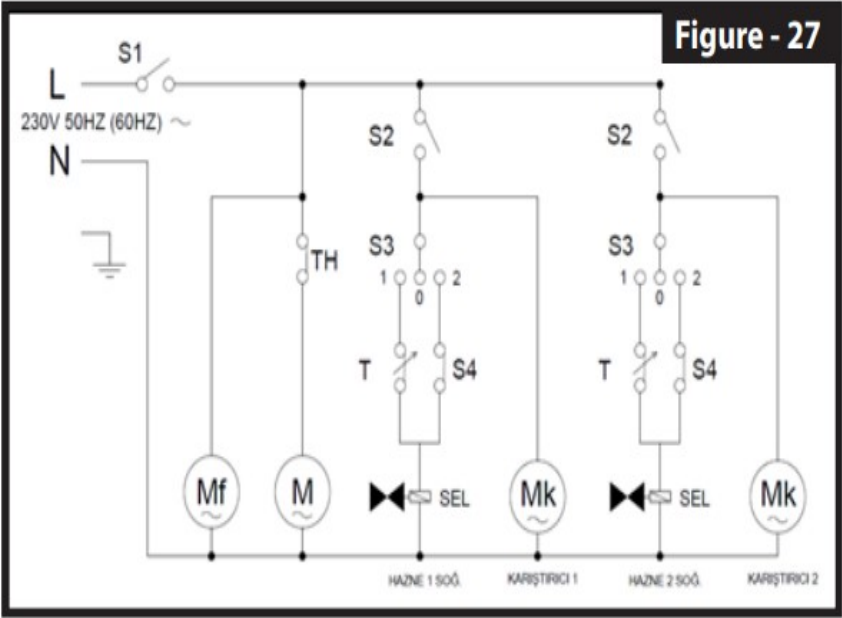 Figure - 27
S1
L
230V 50HZ (60HZ) ~
N
S2
S2
TH
S3
1 0 2
S3
1 0 2
T
S4
T
S4
Mf
~
M
~
SEL
Mk
~
SEL
Mk
~
HAZNE 1 SOĞ.
KARIŞTIRICI 1
HAZNE 2 SOĞ.
KARIŞTIRICI 2